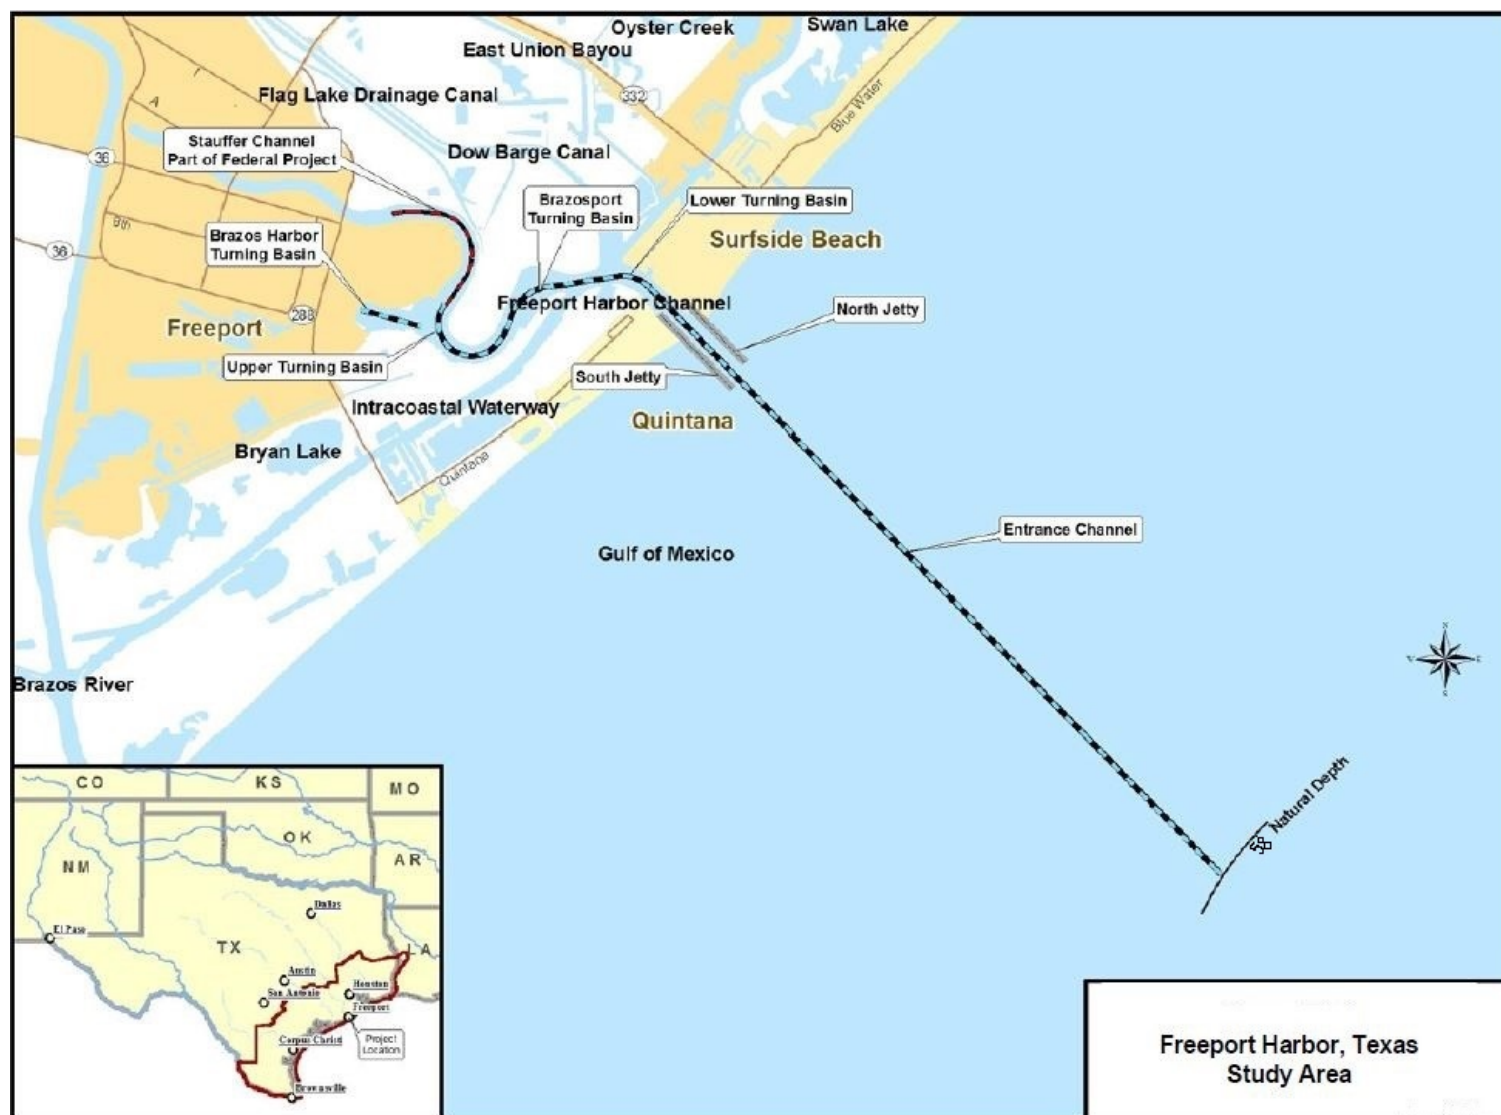 Oyster Creek
Swan Lake
East Union Bayou
Flag Lake Drainage Canal
332
Blue Water
A
Stauffer Channel
Part of Federal Project
36
Dow Barge Canal
Brazosport
Turning Basin
Lower Turning Basin
8th
Brazos Harbor
Turning Basin
Surfside Beach
36
Freeport Harbor Channel
North Jetty
288
Freeport
Upper Turning Basin
South Jetty
Intracoastal Waterway
Quintana
Bryan Lake
Quintana
Entrance Channel
Gulf of Mexico
N
W
E
S
Brazos River
Natural Depth
58
CO
KS
MO
OK
AR
NM
Dallas
El Paso
TX
LA
Austin
San Antonio
Houston
Freeport
Project
Location
Corpus Christi
Brownsville
Freeport Harbor, Texas
Study Area